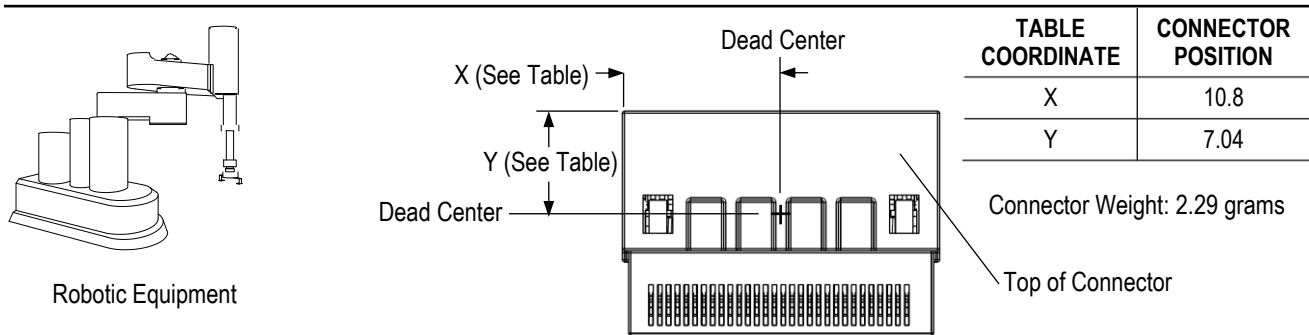 TABLE COORDINATE
CONNECTOR POSITION
X
10.8
Y
7.04
Dead Center
X (See Table)
Y (See Table)
Dead Center
Connector Weight: 2.29 grams
Top of Connector
Robotic Equipment